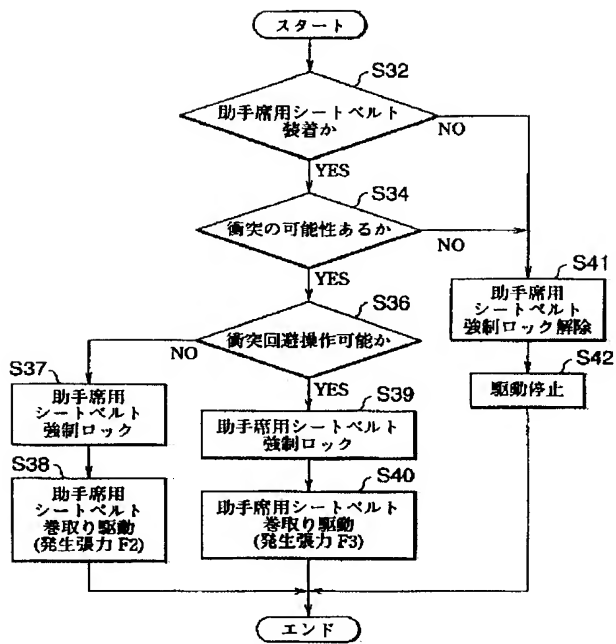 スタート
S32
助手席用シートベルト
装着か
NO
YES
S34
衝突の可能性あるか
NO
YES
S41
助手席用
シートベルト
強制ロック解除
S36
衝突回避操作可能か
NO
YES
S42
駆動停止
S37
助手席用
シートベルト
強制ロック
S39
助手席用シートベルト
強制ロック
S38
助手席用
シートベルト
巻取り駆動
(発生張力 F2)
S40
助手席用シートベルト
巻取り駆動
(発生張力 F3)
エンド